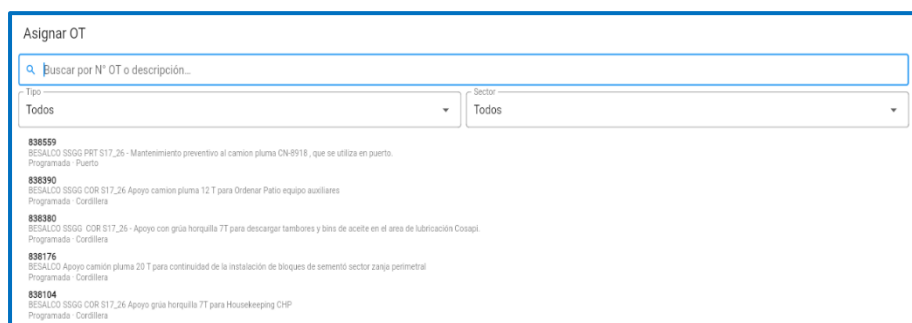 Asignar OT
Buscar por N° OT o descripción...
Tipo
Sector
Todos
Todos
838559
BESALCO SSGG PRT S17_26 - Mantenimiento preventivo al camion pluma CN-8918 , que se utiliza en puerto.
Programada · Puerto
838390
BESALCO SSGG COR S17_26 Apoyo camion pluma 12 T para Ordenar Patio equipo auxiliares
Programada · Cordillera
838380
BESALCO SSGG  COR S17_26 - Apoyo con grúa horquilla 7T para descargar tambores y bins de aceite en el area de lubricación Cosapi.
Programada · Cordillera
838176
BESALCO Apoyo camión pluma 20 T para continuidad de la instalación de bloques de sementó sector zanja perimetral
Programada · Cordillera
838104
BESALCO SSGG COR S17_26 Apoyo grúa horquilla 7T para Housekeeping CHP
Programada · Cordillera